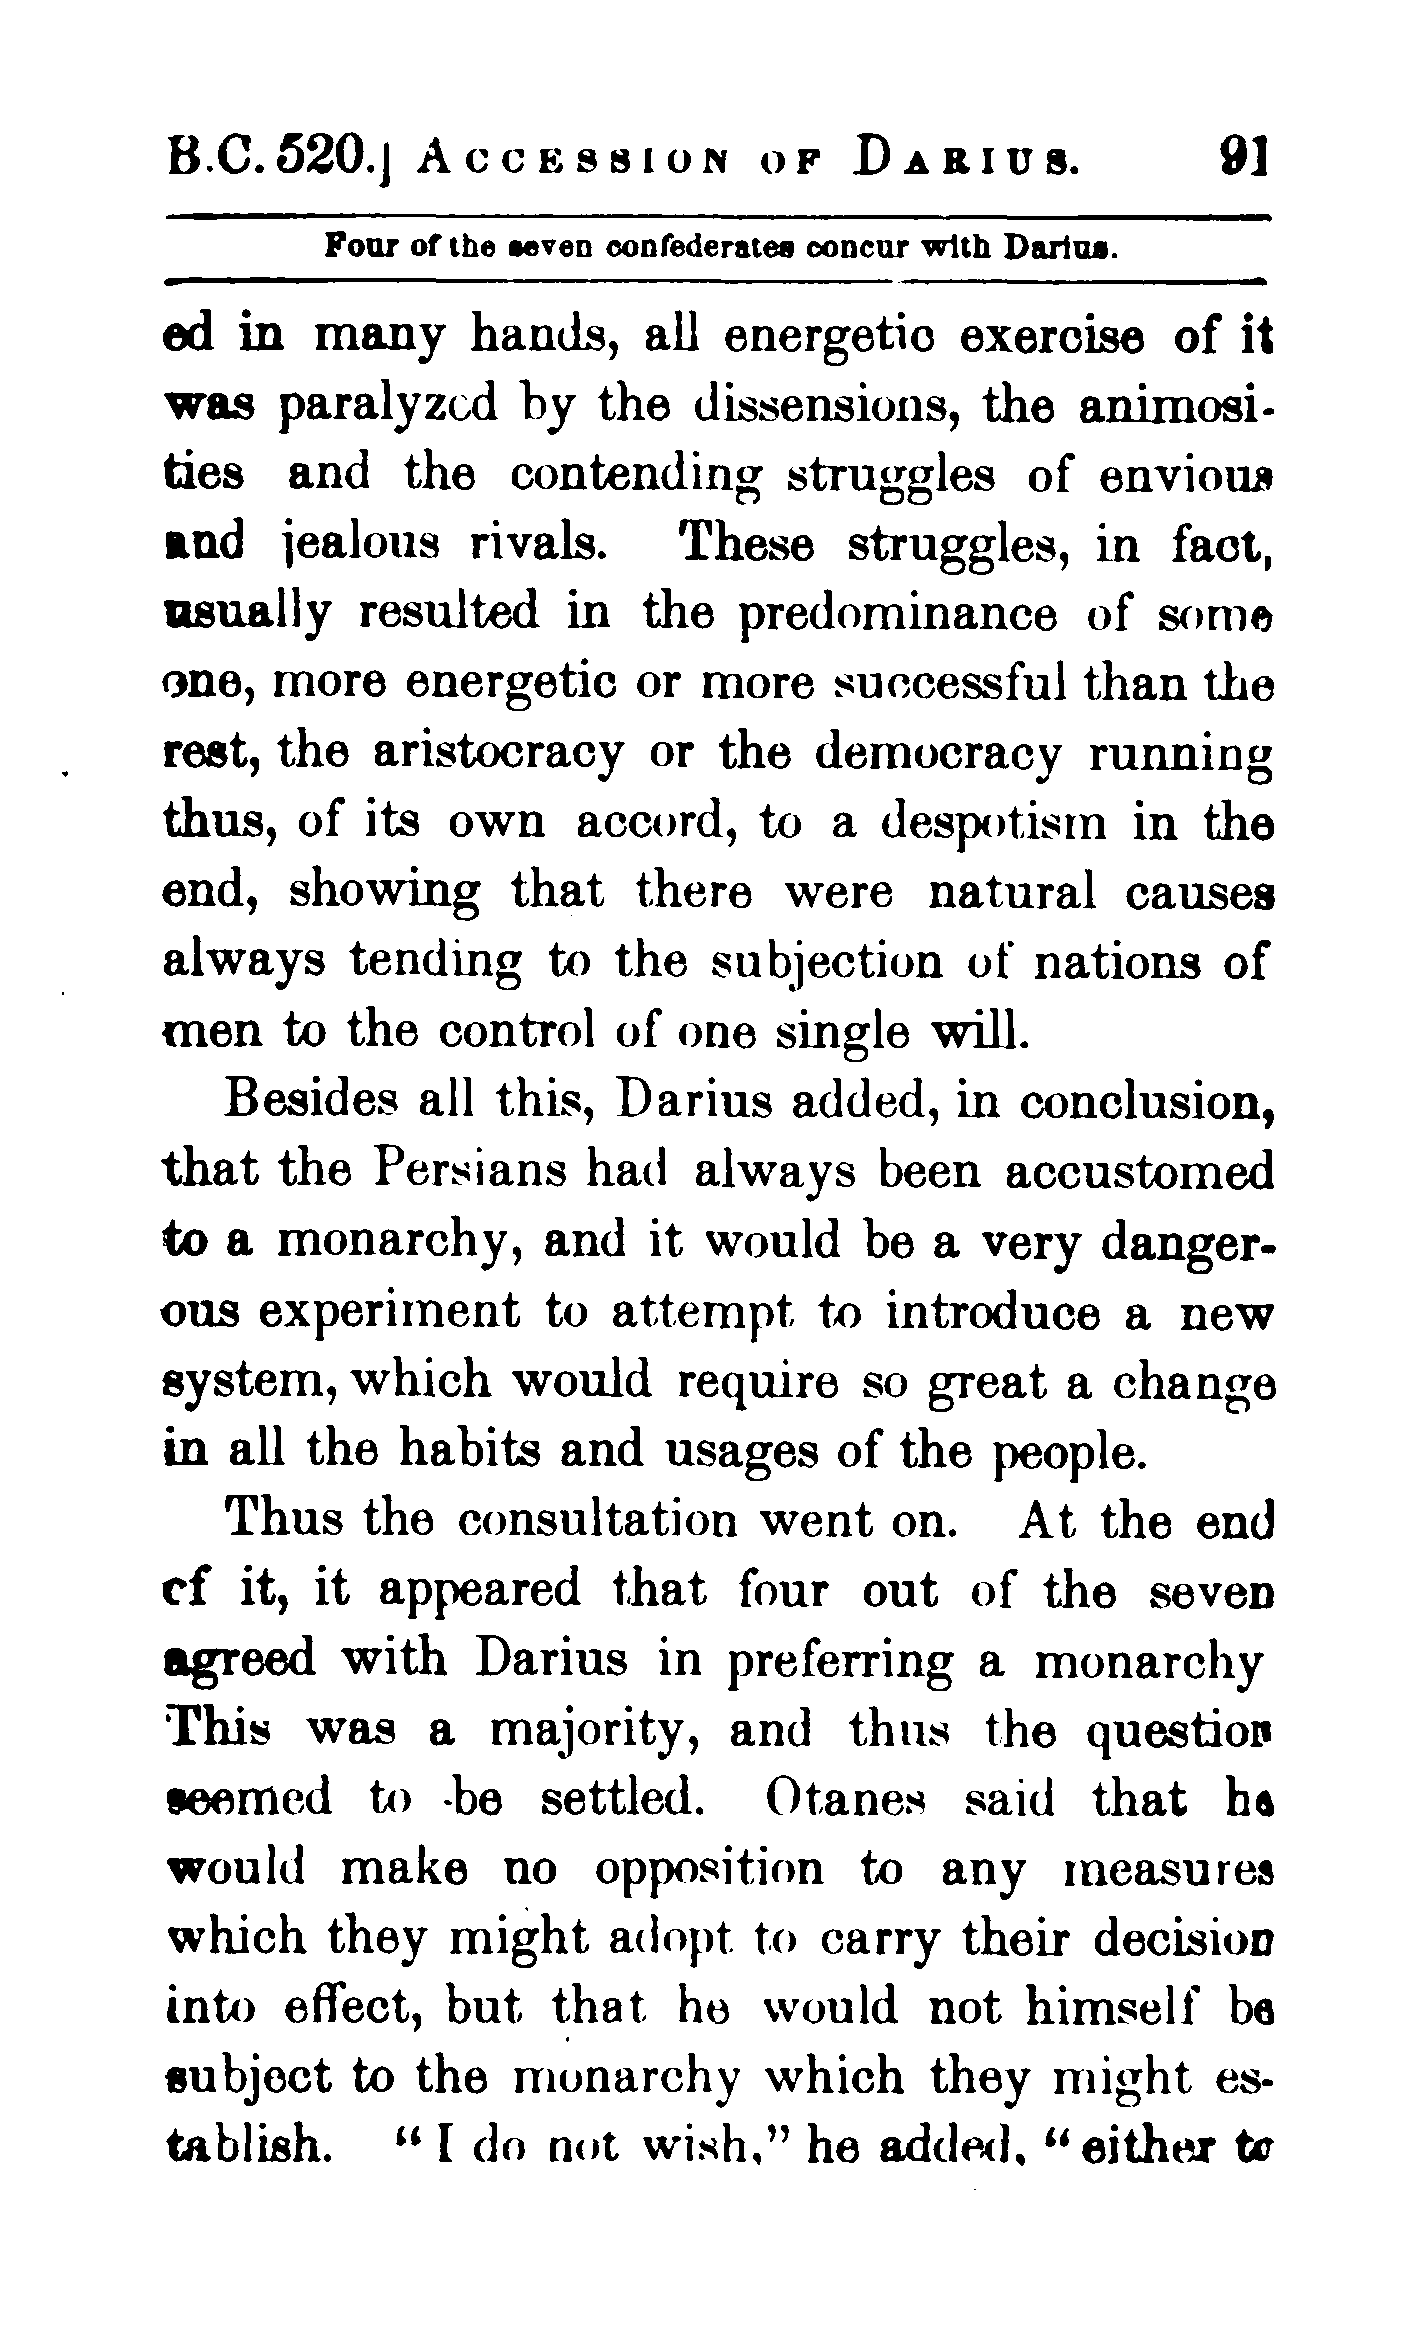 B.C. 520.] ACCESSION OF DARIUS. 91
Four of the seven confederates concur with Darius.
ed in many hands, all energetic exercise of it
was paralyzed by the dissensions, the animosi-
ties and the contending struggles of envious
and jealous rivals. These struggles, in fact,
usually resulted in the predominance of some
one, more energetic or more successful than the
rest, the aristocracy or the democracy running
thus, of its own accord, to a despotism in the
end, showing that there were natural causes
always tending to the subjection of nations of
men to the control of one single will.
Besides all this, Darius added, in conclusion,
that the Persians had always been accustomed
to a monarchy, and it would be a very danger-
ous experiment to attempt to introduce a new
system, which would require so great a change
in all the habits and usages of the people.
Thus the consultation went on. At the end
of it, it appeared that four out of the seven
agreed with Darius in preferring a monarchy
This was a majority, and thus the question
seemed to be settled. Otanes said that he
would make no opposition to any measures
which they might adopt to carry their decision
into effect, but that he would not himself be
subject to the monarchy which they might es-
tablish. “I do not wish,” he added, “either to